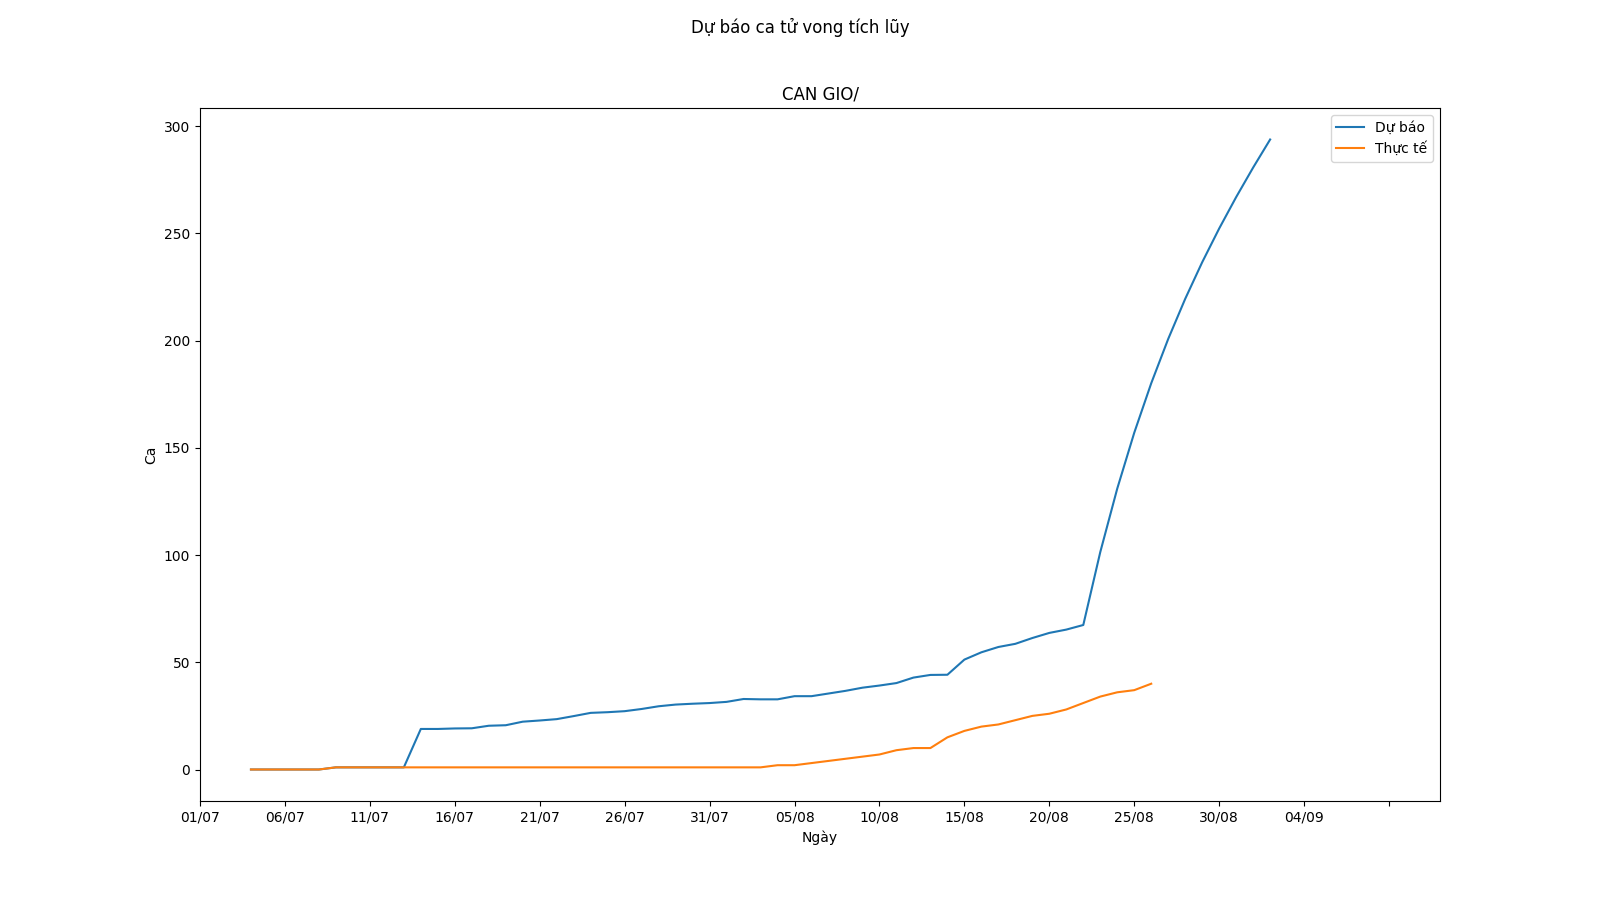 Dự báo ca tử vong tích lũy
CAN GIO/
Dự báo
Thực tế
300
250
200
150
100
50
0
Ca
01/07 06/07 11/07 16/07 21/07 26/07 31/07 05/08 10/08 15/08 20/08 25/08 30/08 04/09
Ngày